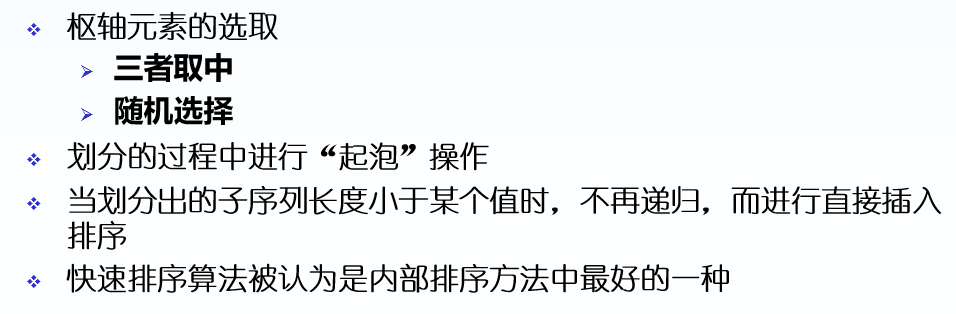 枢轴元素的选取
三者取中
随机选择
划分的过程中进行“起泡”操作
当划分出的子序列长度小于某个值时，不再递归，而进行直接插入
排序
快速排序算法被认为是内部排序方法中最好的一种